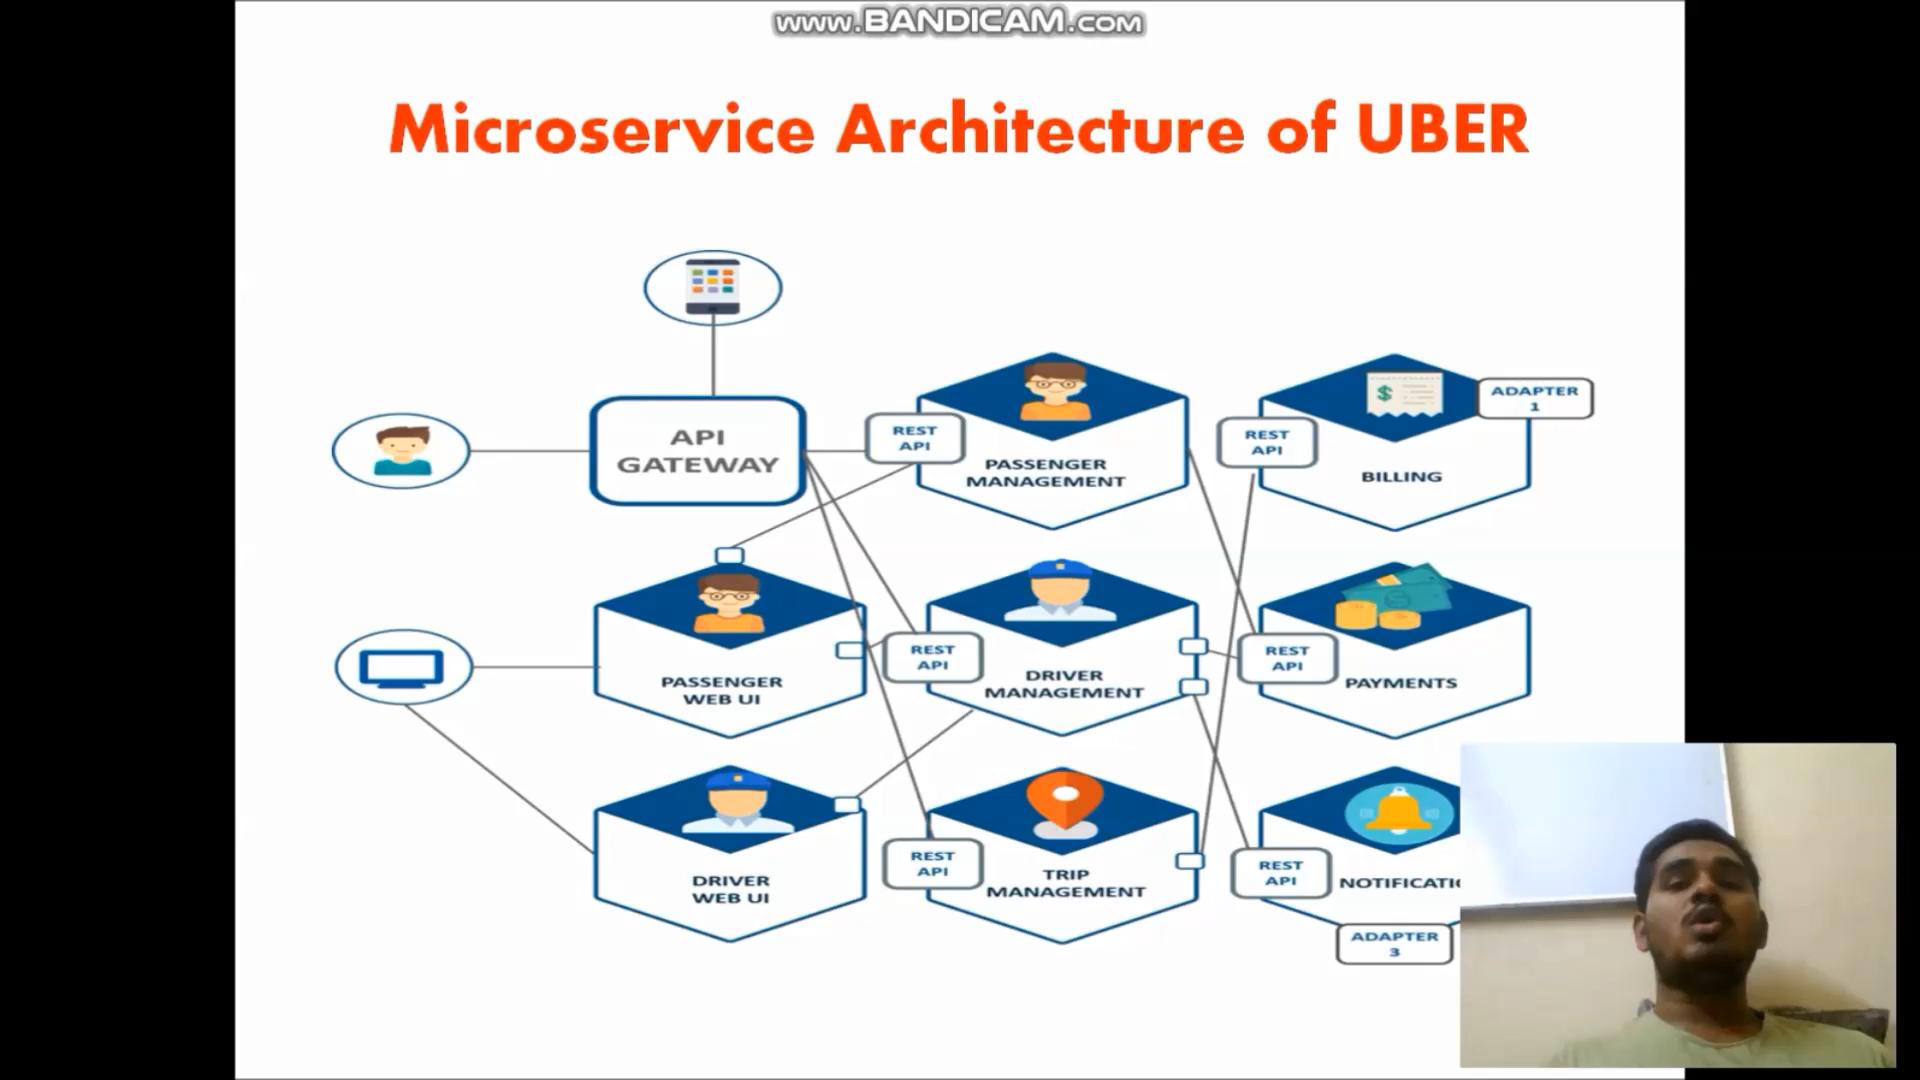 www.BANDICAM.com
Microservice Architecture of UBER
API
GATEWAY
REST
API
PASSENGER
MANAGEMENT
REST
API
BILLING
ADAPTER
1
PASSENGER
WEB UI
REST
API
DRIVER
MANAGEMENT
REST
API
PAYMENTS
DRIVER
WEB UI
REST
API
TRIP
MANAGEMENT
REST
API
NOTIFICATI
ADAPTER
3